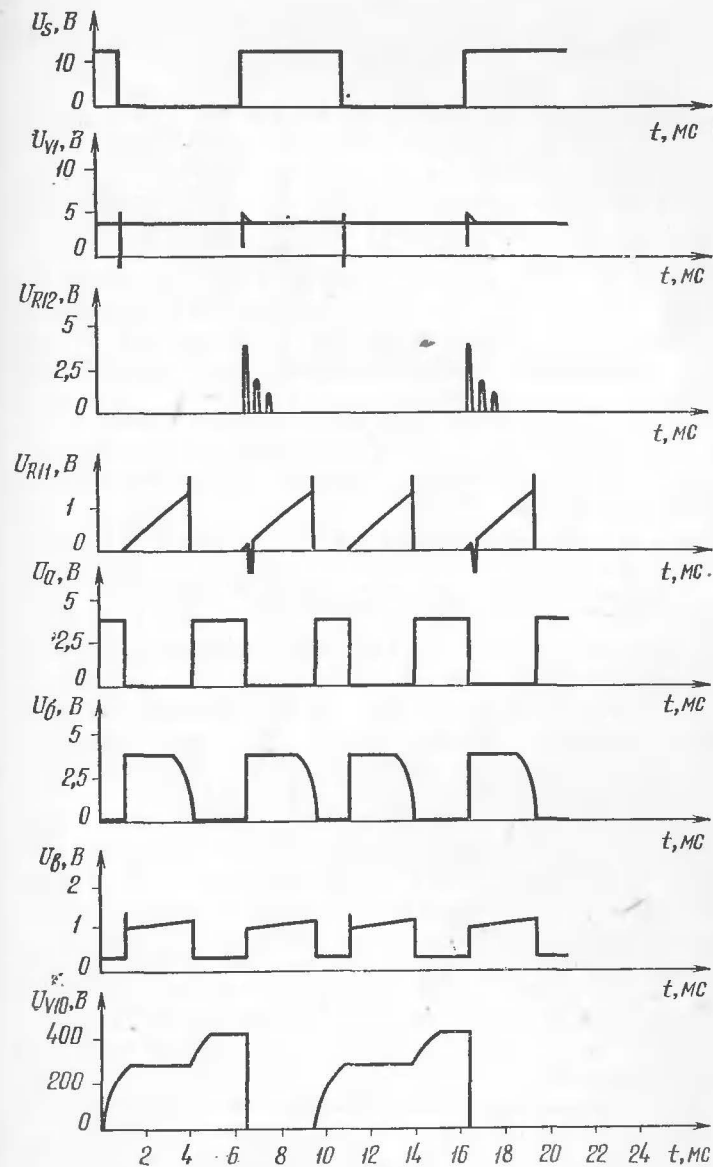 U_S, В
10
0
t, мс
U_V1, В
10
5
0
t, мс
U_R12, В
5
2,5
0
t, мс
U_R11, В
1
0
t, мс.
U_a, В
5
2,5
0
t, мс
U_б, В
5
2,5
0
t, мс
U_в, В
2
1
0
t, мс
U_V10, В
400
200
0
2 4 6 8 10 12 14 16 18 20 22 24 t, мс